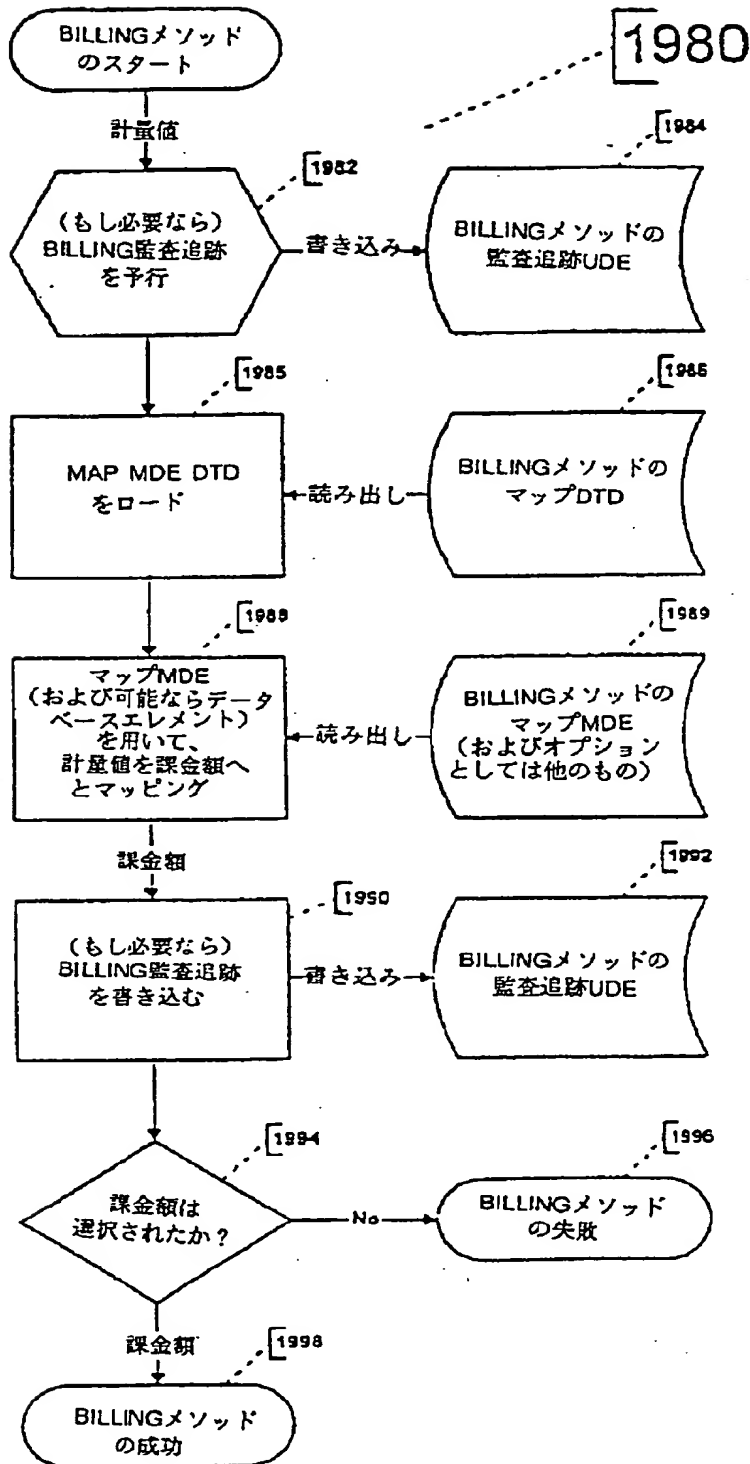 BILLINGメソッド
のスタート
1980
計量値
1982
1984
(もし必要なら)
BILLING監査追跡
を予行
書き込み
BILLINGメソッドの
監査追跡UDE
1985
1986
MAP MDE DTD
をロード
読み出し
BILLINGメソッドの
マップDTD
1988
1989
マップMDE
(および可能ならデータ
ベースエレメント)
を用いて、
計量値を課金額へ
とマッピング
読み出し
BILLINGメソッドの
マップMDE
(およびオプション
としては他のもの)
課金額
1990
1992
(もし必要なら)
BILLING監査追跡
を書き込む
書き込み
BILLINGメソッドの
監査追跡UDE
1994
1996
課金額は
選択されたか?
No
BILLINGメソッド
の失敗
課金額
1998
BILLINGメソッド
の成功